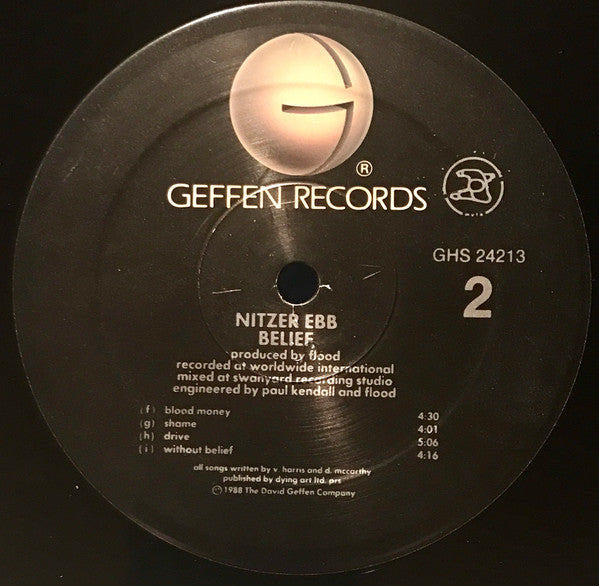 ®
GEFFEN RECORDS
mute
GHS 24213
2
NITZER EBB
BELIEF,
produced by flood
recorded at worldwide international
mixed at swanyard recording studio
engineered by paul kendall and flood
(f) blood money 4:30
(g) shame 4:01
(h) drive 5:06
(i) without belief 4:16
all songs written by v. harris and d. mccarthy
published by dying art ltd. prs
℗ 1988 The David Geffen Company